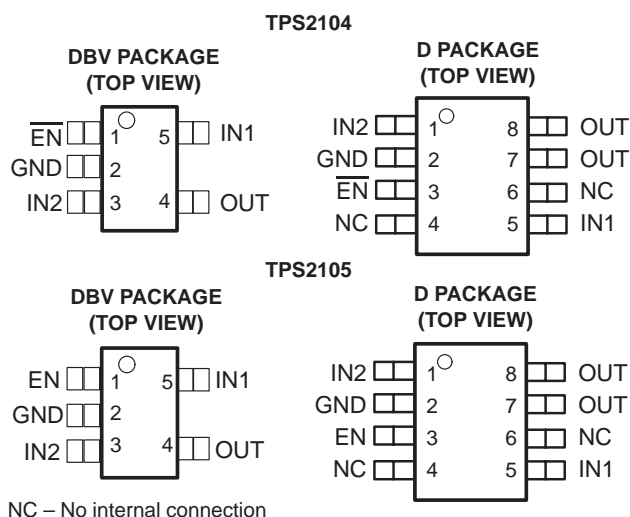 TPS2104
DBV PACKAGE
(TOP VIEW)
E̅N̅ 1 5 IN1
GND 2
IN2 3 4 OUT
D PACKAGE
(TOP VIEW)
IN2 1 8 OUT
GND 2 7 OUT
E̅N̅ 3 6 NC
NC 4 5 IN1
TPS2105
DBV PACKAGE
(TOP VIEW)
EN 1 5 IN1
GND 2
IN2 3 4 OUT
D PACKAGE
(TOP VIEW)
IN2 1 8 OUT
GND 2 7 OUT
EN 3 6 NC
NC 4 5 IN1
NC – No internal connection